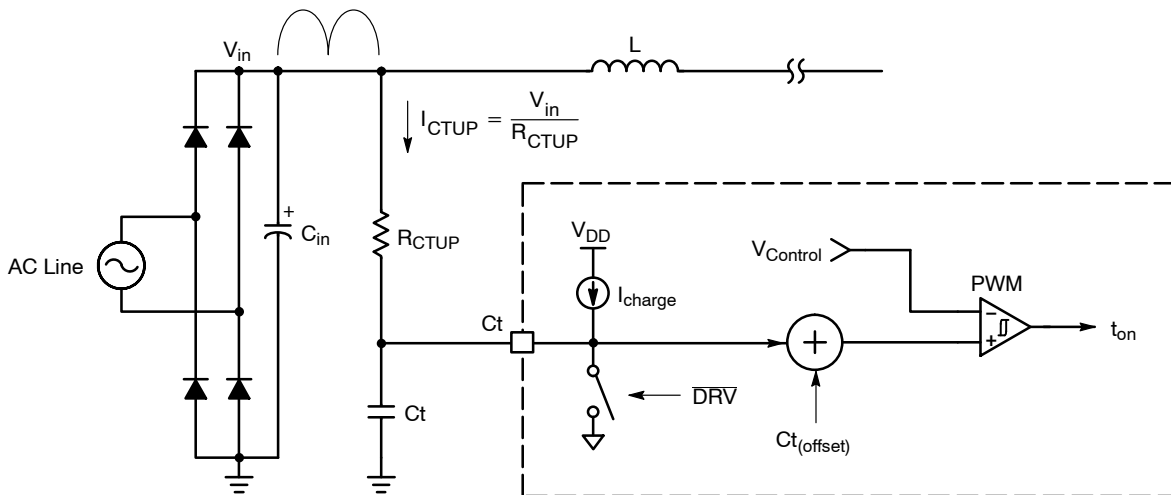 V_in
L
I_CTUP = V_in / R_CTUP
AC Line
+
C_in
R_CTUP
V_DD
I_charge
V_Control
PWM
−
+
t_on
Ct
+
Ct
DRV
Ct_(offset)